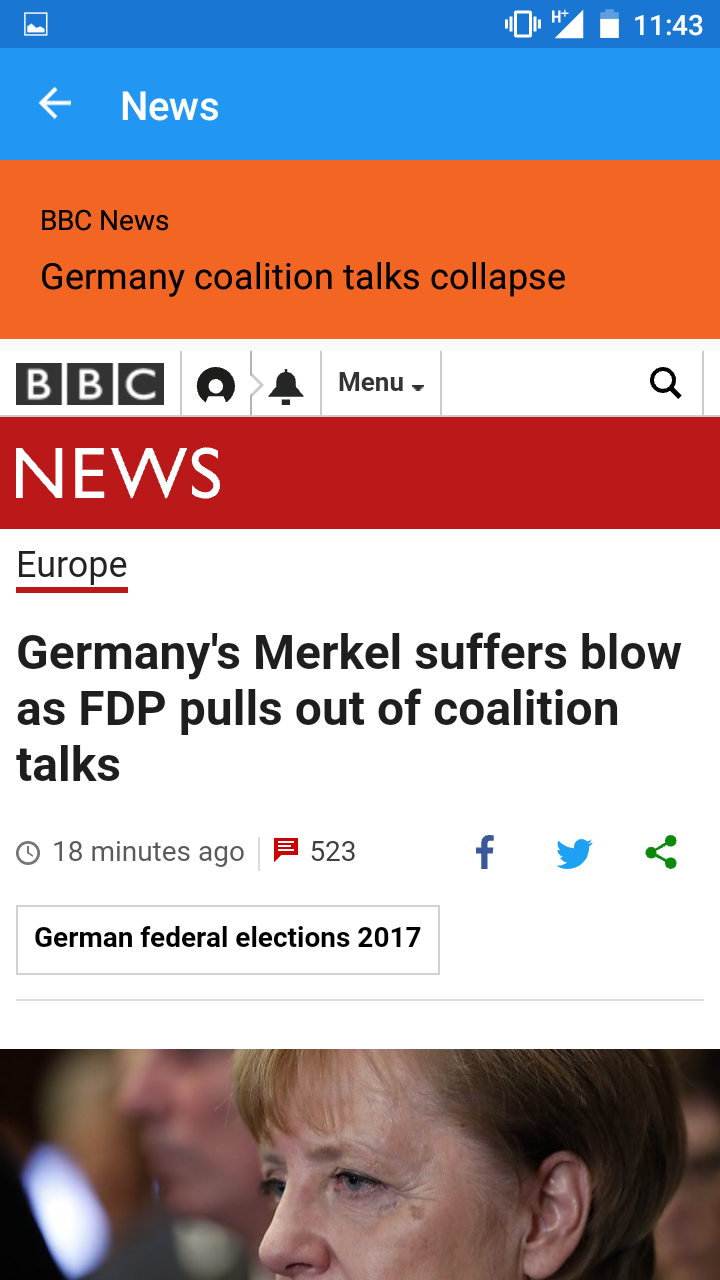 H+ 11:43
News
BBC News
Germany coalition talks collapse
BBC Menu
NEWS
Europe
Germany's Merkel suffers blow
as FDP pulls out of coalition
talks
18 minutes ago 523
German federal elections 2017